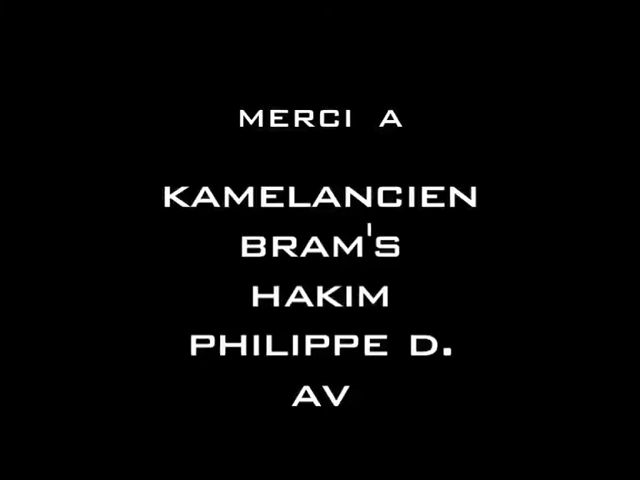 MERCI A
KAMELANCIEN
BRAM'S
HAKIM
PHILIPPE D.
AV